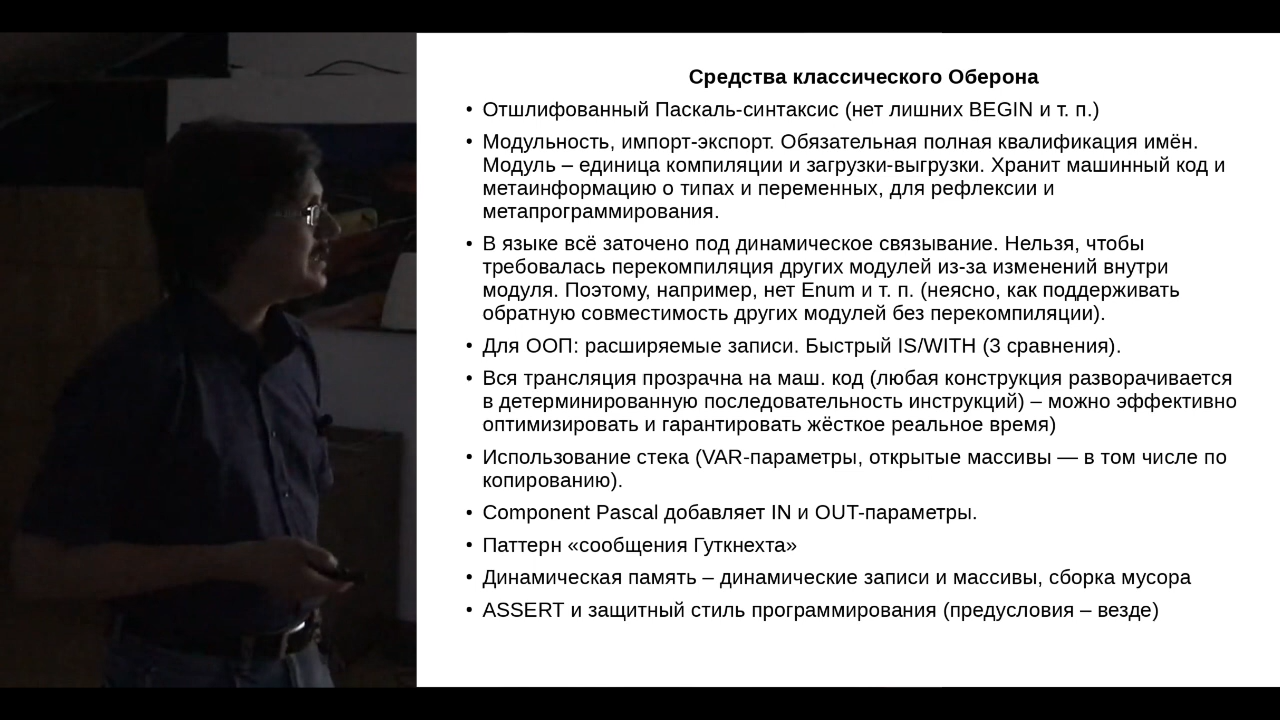 Средства классического Оберона
• Отшлифованный Паскаль-синтаксис (нет лишних BEGIN и т. п.)
• Модульность, импорт-экспорт. Обязательная полная квалификация имён.
Модуль – единица компиляции и загрузки-выгрузки. Хранит машинный код и
метаинформацию о типах и переменных, для рефлексии и
метапрограммирования.
• В языке всё заточено под динамическое связывание. Нельзя, чтобы
требовалась перекомпиляция других модулей из-за изменений внутри
модуля. Поэтому, например, нет Enum и т. п. (неясно, как поддерживать
обратную совместимость других модулей без перекомпиляции).
• Для ООП: расширяемые записи. Быстрый IS/WITH (3 сравнения).
• Вся трансляция прозрачна на маш. код (любая конструкция разворачивается
в детерминированную последовательность инструкций) – можно эффективно
оптимизировать и гарантировать жёсткое реальное время)
• Использование стека (VAR-параметры, открытые массивы — в том числе по
копированию).
• Component Pascal добавляет IN и OUT-параметры.
• Паттерн «сообщения Гуткнехта»
• Динамическая память – динамические записи и массивы, сборка мусора
• ASSERT и защитный стиль программирования (предусловия – везде)